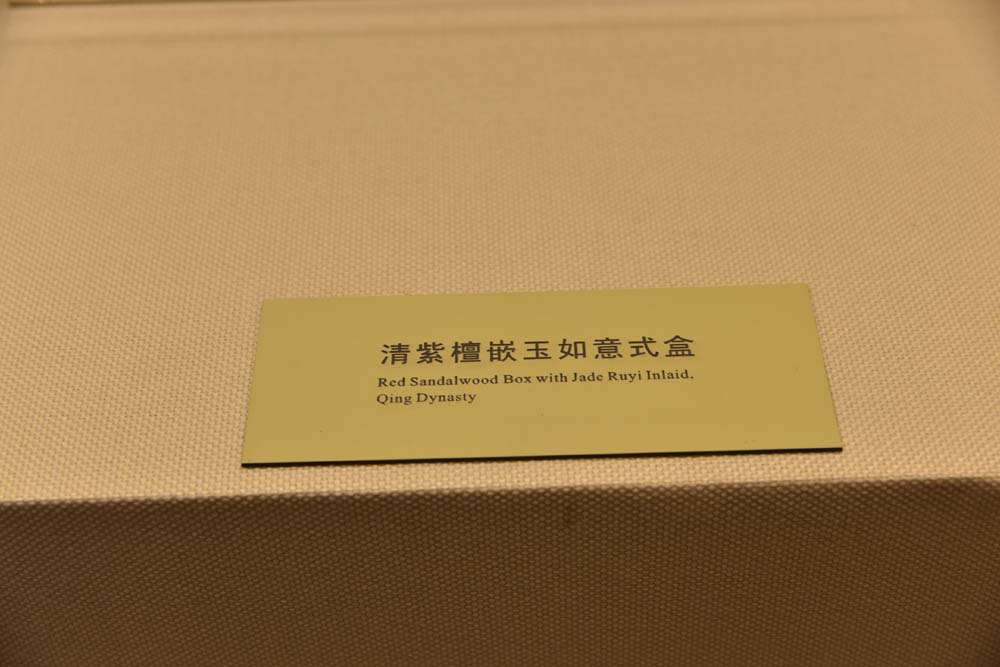 清紫檀嵌玉如意式盒
Red Sandalwood Box with Jade Ruyi Inlaid.
Qing Dynasty